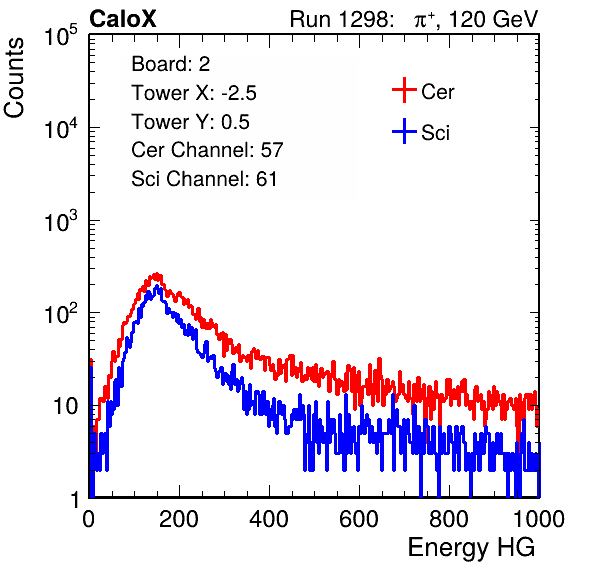 CaloX Run 1298: π⁺, 120 GeV
Counts
Board: 2
Tower X: -2.5
Tower Y: 0.5
Cer Channel: 57
Sci Channel: 61
Cer
Sci
10⁵
10⁴
10³
10²
10
1
0 200 400 600 800 1000
Energy HG